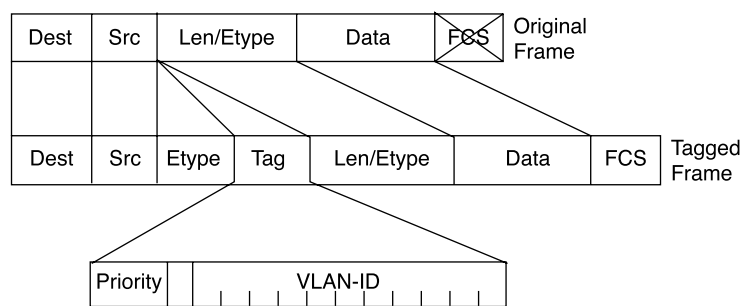 Dest Src Len/Etype Data FCS Original
Frame
Dest Src Etype Tag Len/Etype Data FCS Tagged
Frame
Priority VLAN-ID